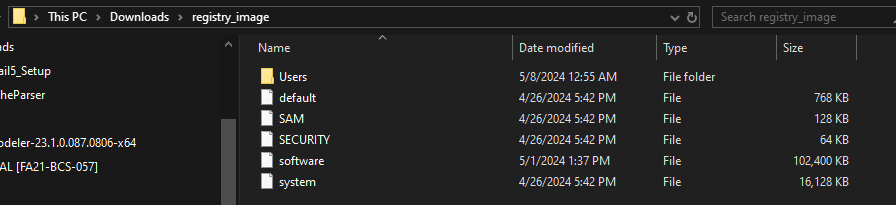 This PC > Downloads > registry_image
Search registry_image
ads
ail5_Setup
heParser
odeler-23.1.0.087.0806-x64
AL [FA21-BCS-057]
Name Date modified Type Size
Users 5/8/2024 12:55 AM File folder
default 4/26/2024 5:42 PM File 768 KB
SAM 4/26/2024 5:42 PM File 128 KB
SECURITY 4/26/2024 5:42 PM File 64 KB
software 5/1/2024 1:37 PM File 102,400 KB
system 4/26/2024 5:42 PM File 16,128 KB